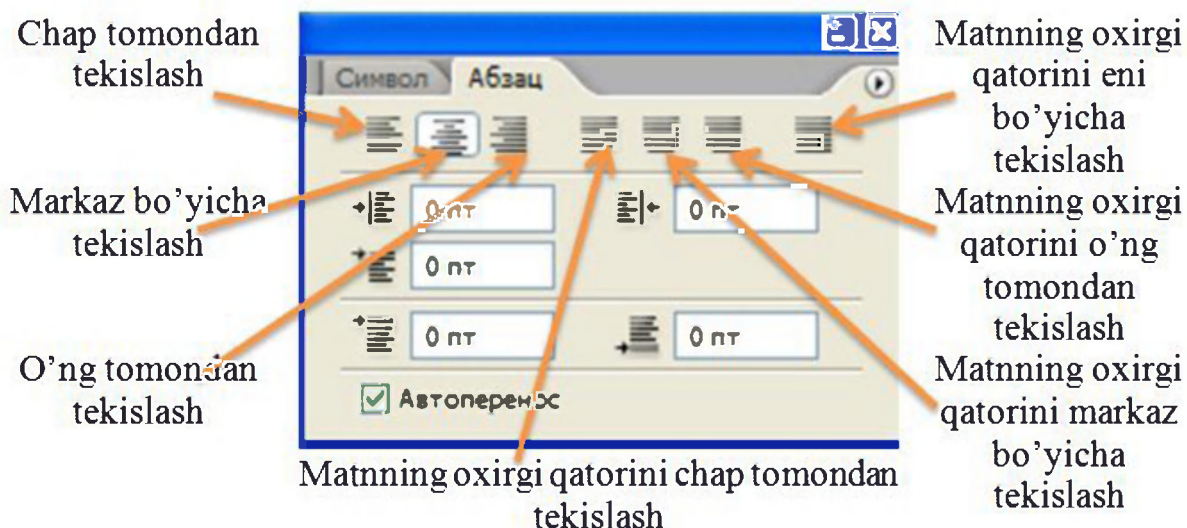 Chap tomondan
tekislash
Markaz bo’yicha
tekislash
O’ng tomondan
tekislash
Символ
Абзац
0 пт
0 пт
0 пт
0 пт
0 пт
Автоперенос
Matnning oxirgi qatorini chap tomondan
tekislash
Matnning oxirgi
qatorini eni
bo’yicha
tekislash
Matnning oxirgi
qatorini o’ng
tomondan
tekislash
Matnning oxirgi
qatorini markaz
bo’yicha
tekislash